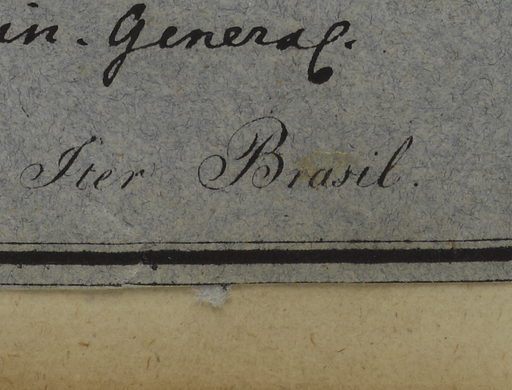 in. General.
Iter Brasil.